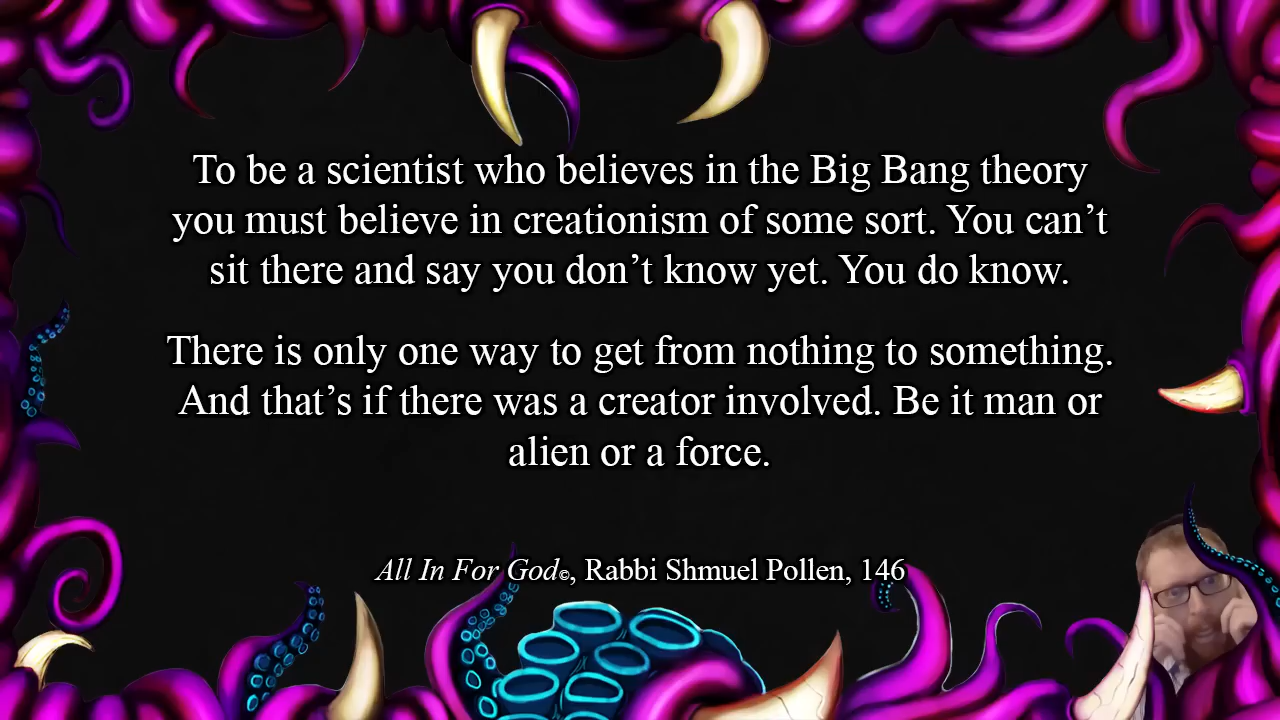 To be a scientist who believes in the Big Bang theory
you must believe in creationism of some sort. You can’t
sit there and say you don’t know yet. You do know.
There is only one way to get from nothing to something.
And that’s if there was a creator involved. Be it man or
alien or a force.
All In For God©, Rabbi Shmuel Pollen, 146